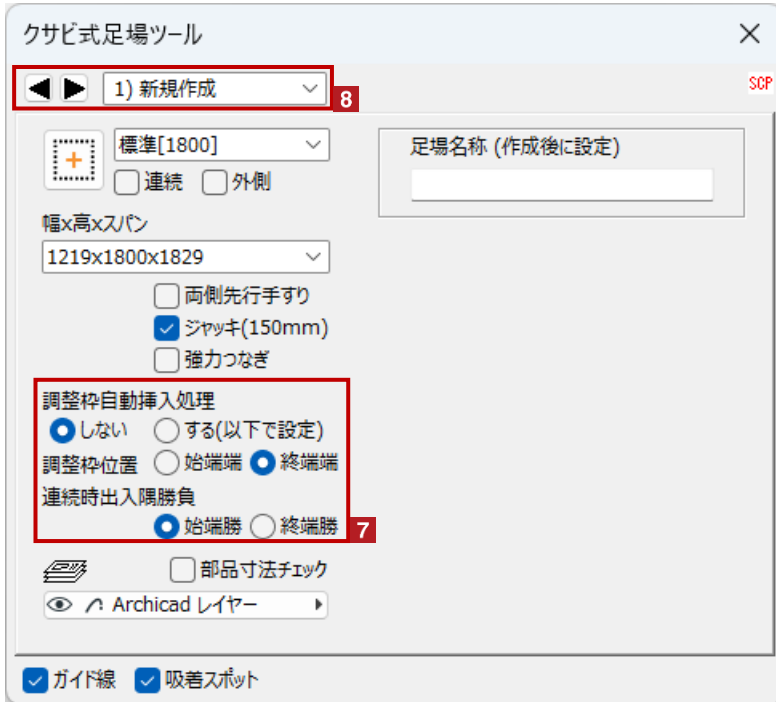 クサビ式足場ツール
1) 新規作成
8
SCP
標準[1800]
連続 外側
足場名称 (作成後に設定)
幅x高xスパン
1219x1800x1829
両側先行手すり
ジャッキ(150mm)
強力つなぎ
調整枠自動挿入処理
しない する(以下で設定)
調整枠位置 始端端 終端端
連続時出入隅勝負
始端勝 終端勝
7
部品寸法チェック
Archicad レイヤー
ガイド線 吸着スポット